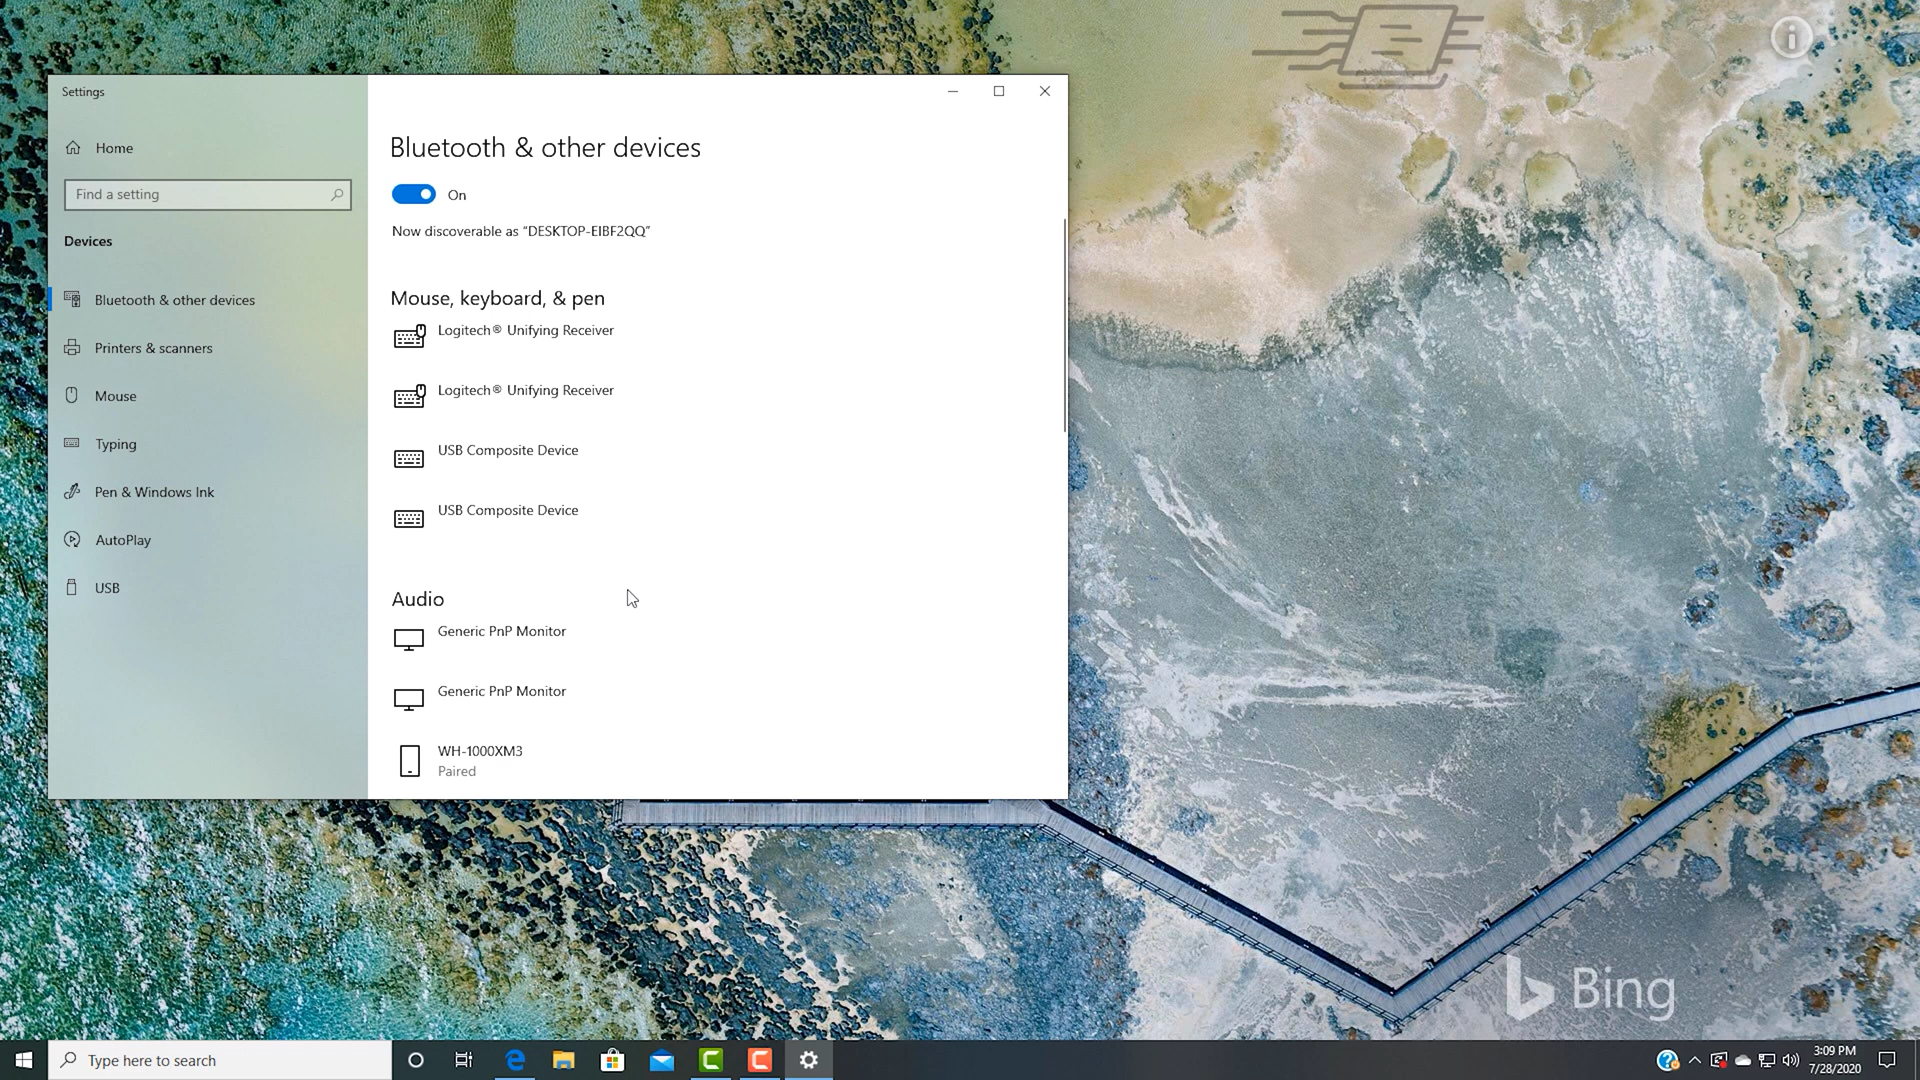 Settings
Home
Find a setting
Devices
Bluetooth & other devices
Printers & scanners
Mouse
Typing
Pen & Windows Ink
AutoPlay
USB
Bluetooth & other devices
On
Now discoverable as “DESKTOP-EIBF2QQ”
Mouse, keyboard, & pen
Logitech® Unifying Receiver
Logitech® Unifying Receiver
USB Composite Device
USB Composite Device
Audio
Generic PnP Monitor
Generic PnP Monitor
WH-1000XM3
Paired
Bing
Type here to search
3:09 PM
7/28/2020